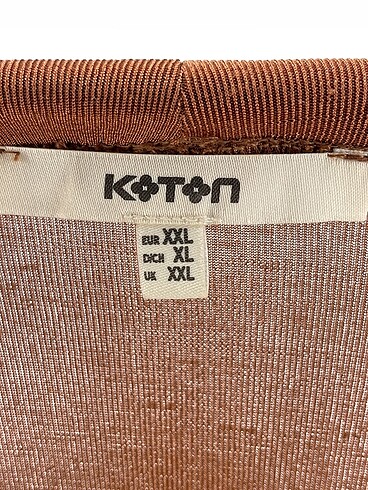 KOTON
EUR XXL
D/CH XL
UK XXL